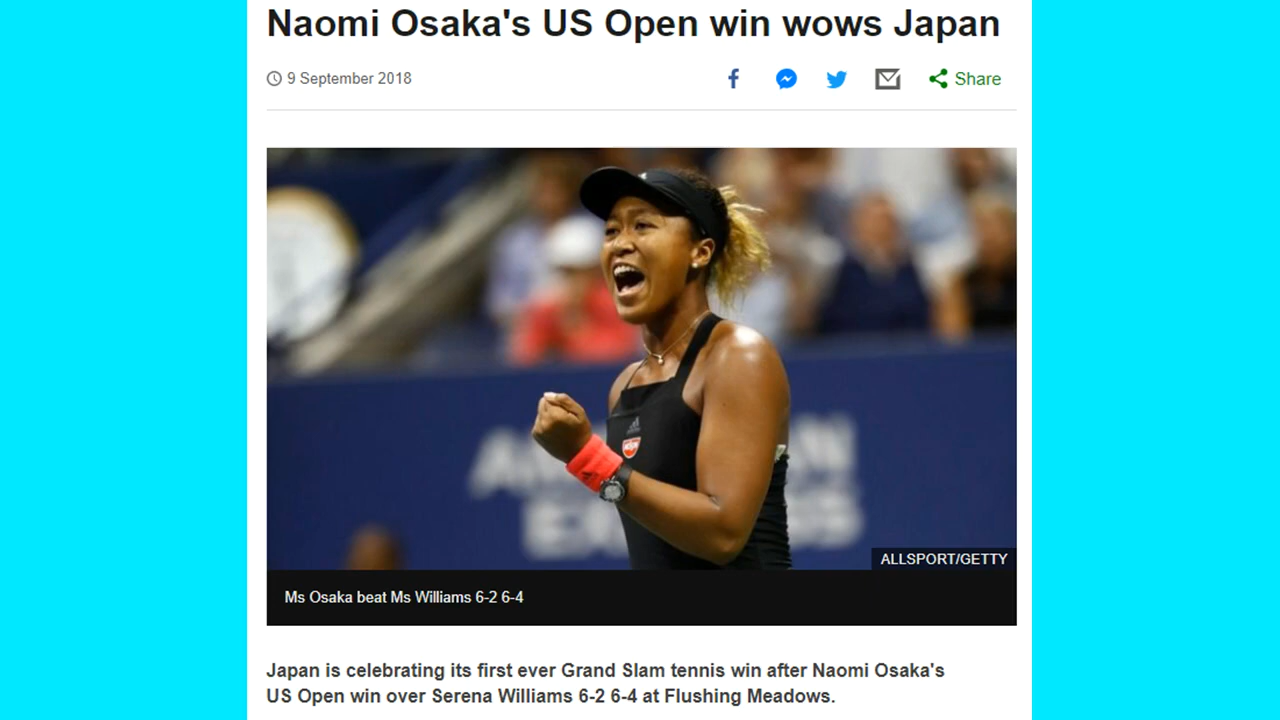 Naomi Osaka's US Open win wows Japan
9 September 2018
Share
ALLSPORT/GETTY
Ms Osaka beat Ms Williams 6-2 6-4
Japan is celebrating its first ever Grand Slam tennis win after Naomi Osaka's
US Open win over Serena Williams 6-2 6-4 at Flushing Meadows.